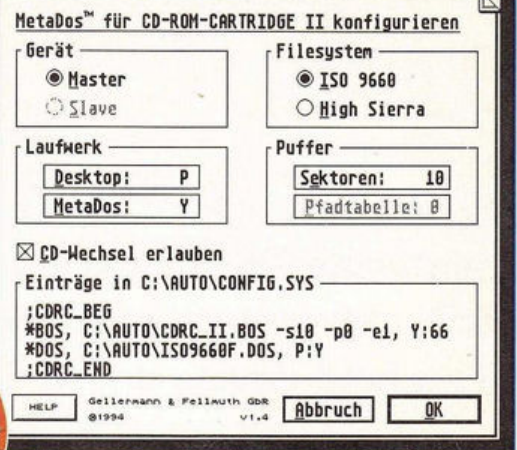 MetaDos™ für CD-ROM-CARTRIDGE II konfigurieren
Gerät
Master
Slave
Filesystem
ISO 9660
High Sierra
Laufwerk
Desktop: P
MetaDos: Y
Puffer
Sektoren: 10
Pfadtabelle: 0
CD-Wechsel erlauben
Einträge in C:\AUTO\CONFIG.SYS
;CDRC_BEG
*BOS, C:\AUTO\CDRC_II.BOS -s10 -p0 -e1, Y:66
*DOS, C:\AUTO\ISO9660F.DOS, P:Y
;CDRC_END
HELP
Gellermann & Fellmuth GbR
©1994 v1.4
Abbruch
OK